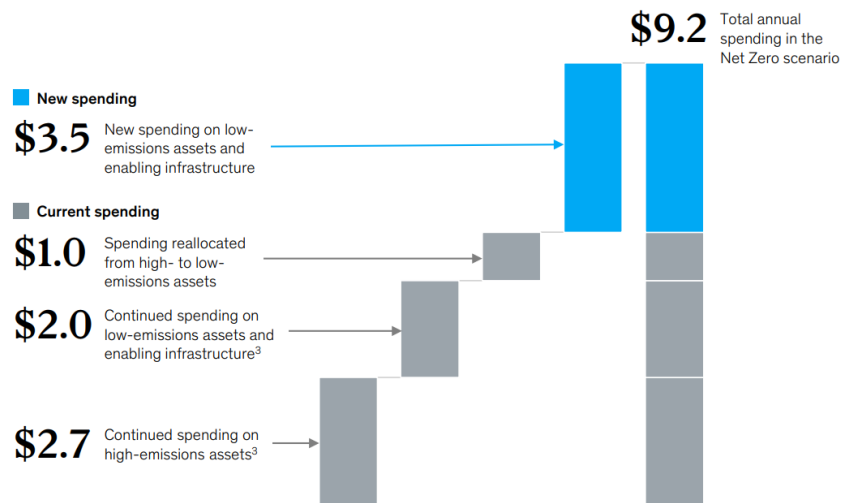 $9.2
Total annual
spending in the
Net Zero scenario
New spending
$3.5
New spending on low-
emissions assets and
enabling infrastructure
Current spending
$1.0
Spending reallocated
from high- to low-
emissions assets
$2.0
Continued spending on
low-emissions assets and
enabling infrastructure³
$2.7
Continued spending on
high-emissions assets³